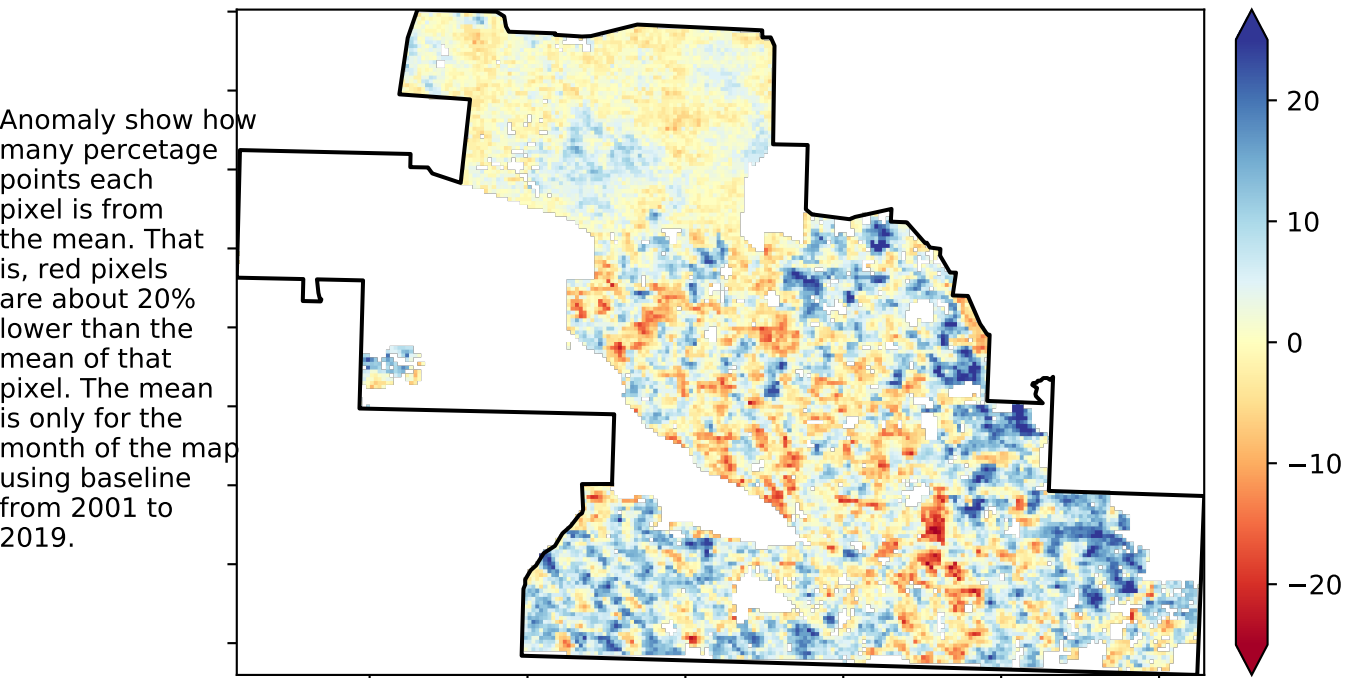 Anomaly show how
many percetage
points each
pixel is from
the mean. That
is, red pixels
are about 20%
lower than the
mean of that
pixel. The mean
is only for the
month of the map
using baseline
from 2001 to
2019.
20
10
0
−10
−20